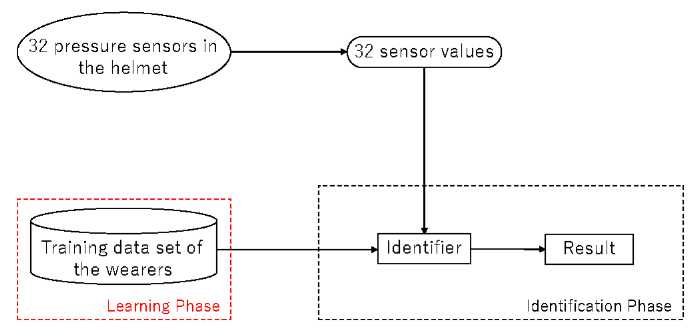 32 pressure sensors in
the helmet
32 sensor values
Training data set of
the wearers
Learning Phase
Identifier
Result
Identification Phase